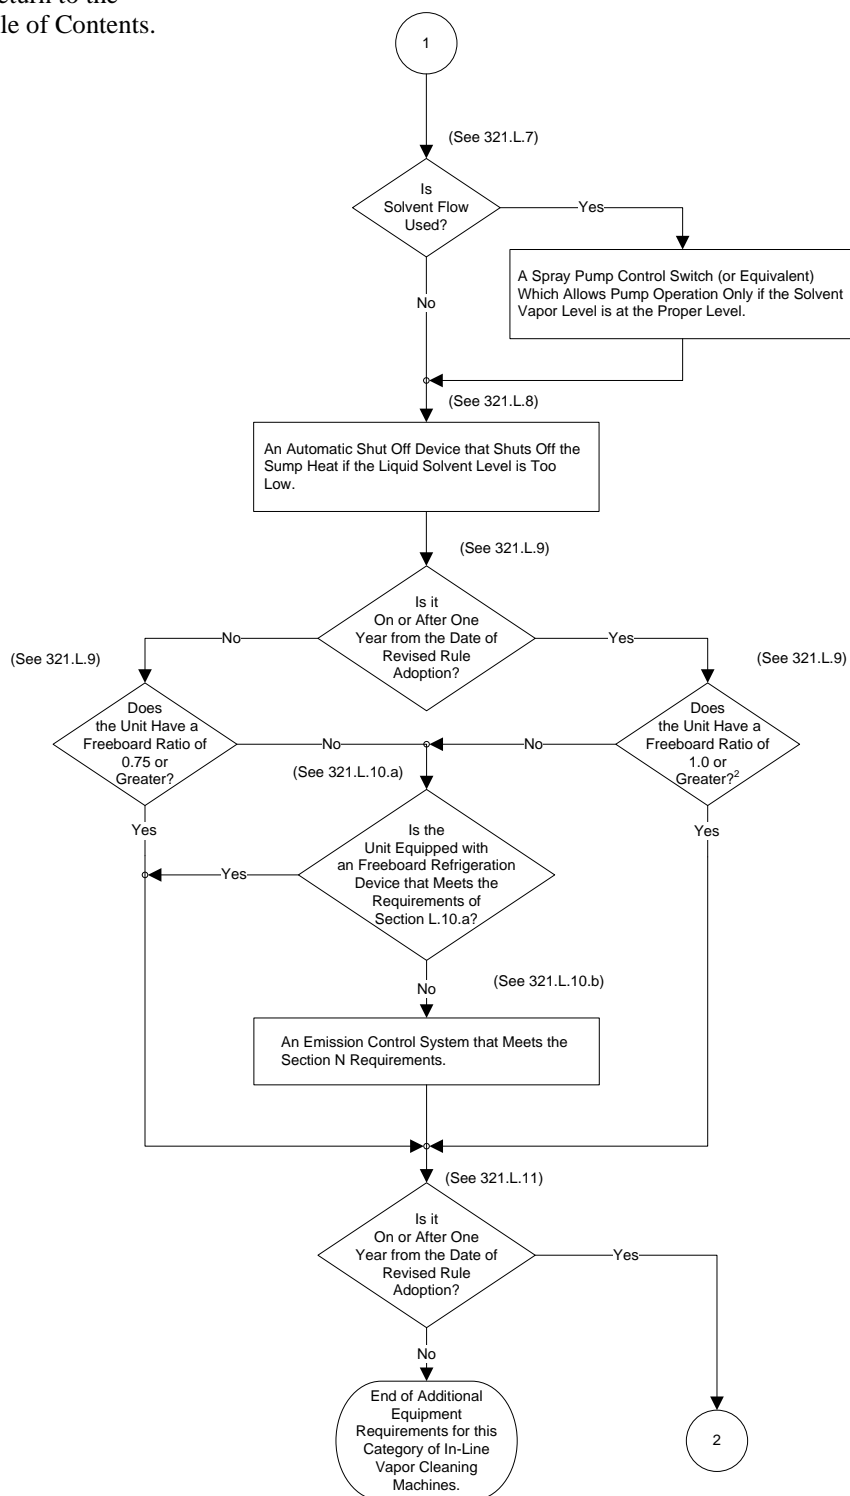 le of Contents.
1
(See 321.L.7)
Is
Solvent Flow
Used?
Yes
A Spray Pump Control Switch (or Equivalent)
Which Allows Pump Operation Only if the Solvent
Vapor Level is at the Proper Level.
No
(See 321.L.8)
An Automatic Shut Off Device that Shuts Off the
Sump Heat if the Liquid Solvent Level is Too
Low.
(See 321.L.9)
Is it
On or After One
Year from the Date of
Revised Rule
Adoption?
No
Yes
(See 321.L.9)
(See 321.L.9)
Does
the Unit Have a
Freeboard Ratio of
0.75 or
Greater?
No
No
Does
the Unit Have a
Freeboard Ratio of
1.0 or
Greater?²
(See 321.L.10.a)
Yes
Yes
Is the
Unit Equipped with
an Freeboard Refrigeration
Device that Meets the
Requirements of
Section L.10.a?
Yes
No
(See 321.L.10.b)
An Emission Control System that Meets the
Section N Requirements.
(See 321.L.11)
Is it
On or After One
Year from the Date of
Revised Rule
Adoption?
Yes
No
End of Additional
Equipment
Requirements for this
Category of In-Line
Vapor Cleaning
Machines.
2